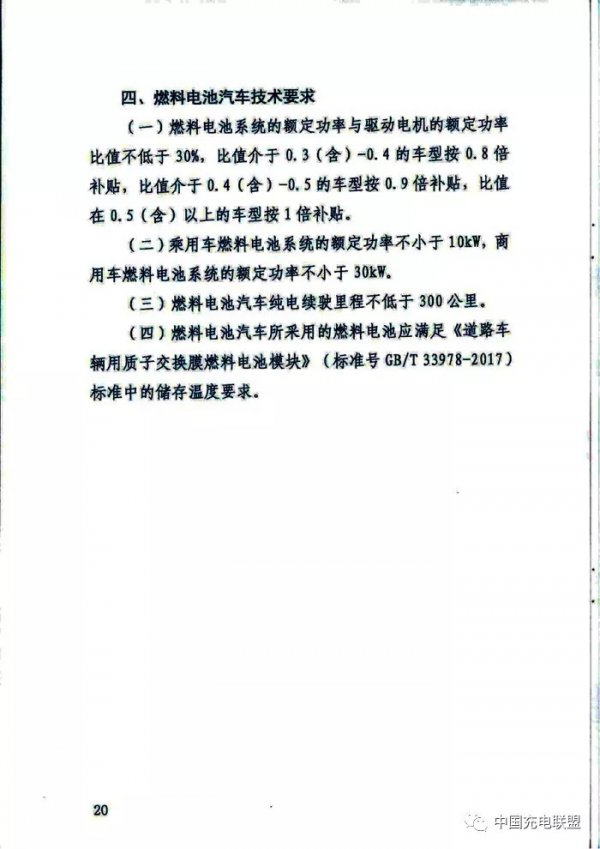 四、燃料电池汽车技术要求
（一）燃料电池系统的额定功率与驱动电机的额定功率
比值不低于30%，比值介于0.3（含）-0.4的车型按0.8倍
补贴，比值介于0.4（含）-0.5的车型按0.9倍补贴，比值
在0.5（含）以上的车型按1倍补贴。
（二）乘用车燃料电池系统的额定功率不小于10kW，商
用车燃料电池系统的额定功率不小于30kW。
（三）燃料电池汽车纯电续驶里程不低于300公里。
（四）燃料电池汽车所采用的燃料电池应满足《道路车
辆用质子交换膜燃料电池模块》（标准号GB/T 33978-2017）
标准中的储存温度要求。
20
中国充电联盟